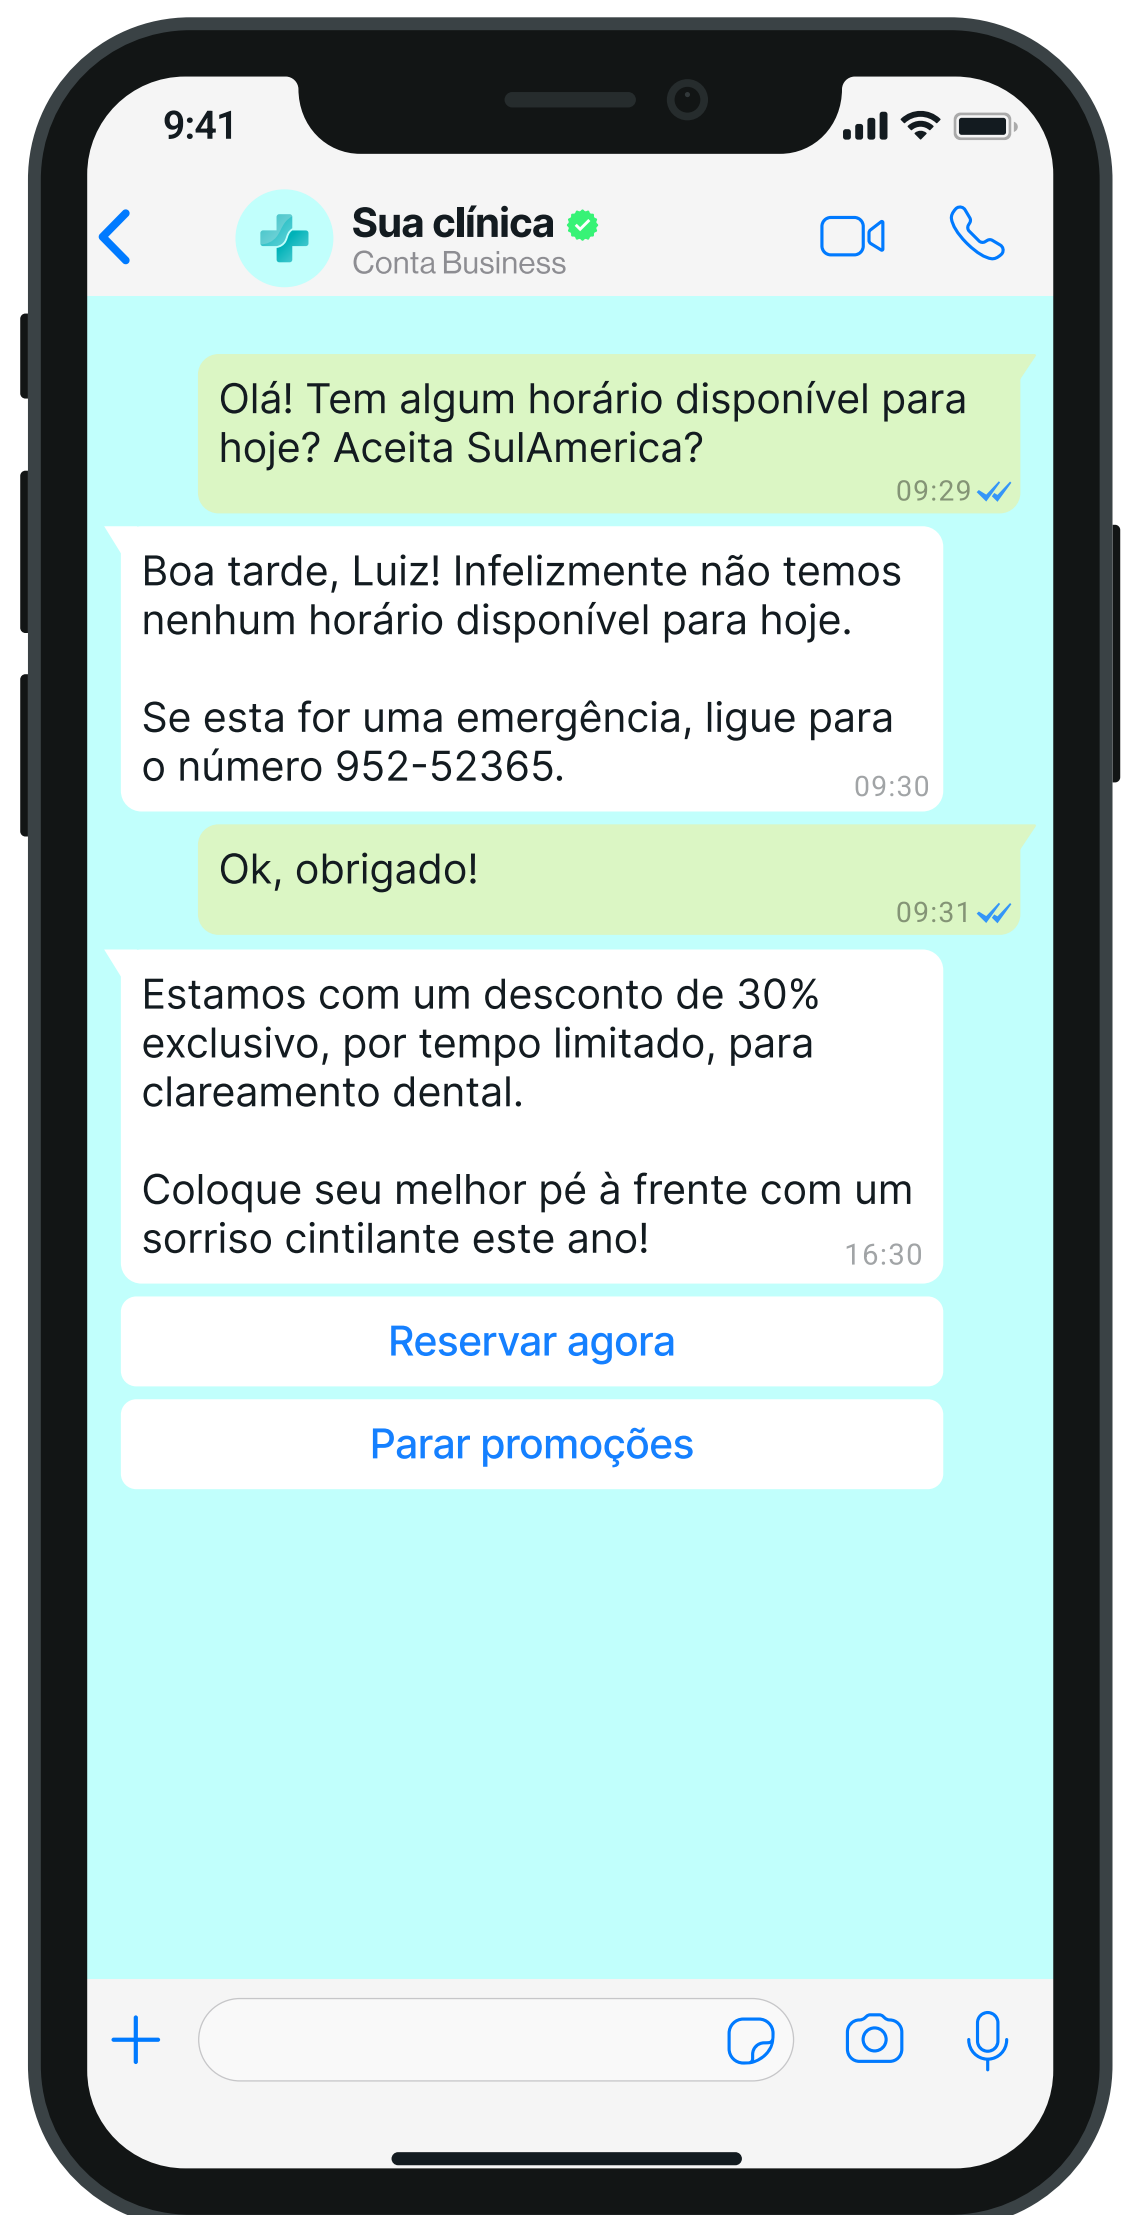 9:41
Sua clínica
Conta Business
Olá! Tem algum horário disponível para
hoje? Aceita SulAmerica?
09:29
Boa tarde, Luiz! Infelizmente não temos
nenhum horário disponível para hoje.
Se esta for uma emergência, ligue para
o número 952-52365.
09:30
Ok, obrigado!
09:31
Estamos com um desconto de 30%
exclusivo, por tempo limitado, para
clareamento dental.
Coloque seu melhor pé à frente com um
sorriso cintilante este ano!
16:30
Reservar agora
Parar promoções